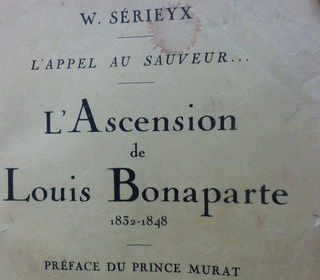 W. SÉRIEYX
L'APPEL AU SAUVEUR...
L'Ascension
de
Louis Bonaparte
1832-1848
PRÉFACE DU PRINCE MURAT